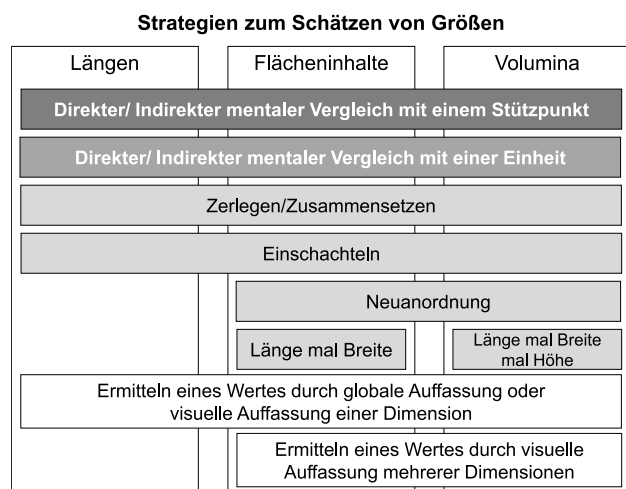 Strategien zum Schätzen von Größen
Längen
Flächeninhalte
Volumina
Direkter/ Indirekter mentaler Vergleich mit einem Stützpunkt
Direkter/ Indirekter mentaler Vergleich mit einer Einheit
Zerlegen/Zusammensetzen
Einschachteln
Neuanordnung
Länge mal Breite
Länge mal Breite
mal Höhe
Ermitteln eines Wertes durch globale Auffassung oder
visuelle Auffassung einer Dimension
Ermitteln eines Wertes durch visuelle
Auffassung mehrerer Dimensionen